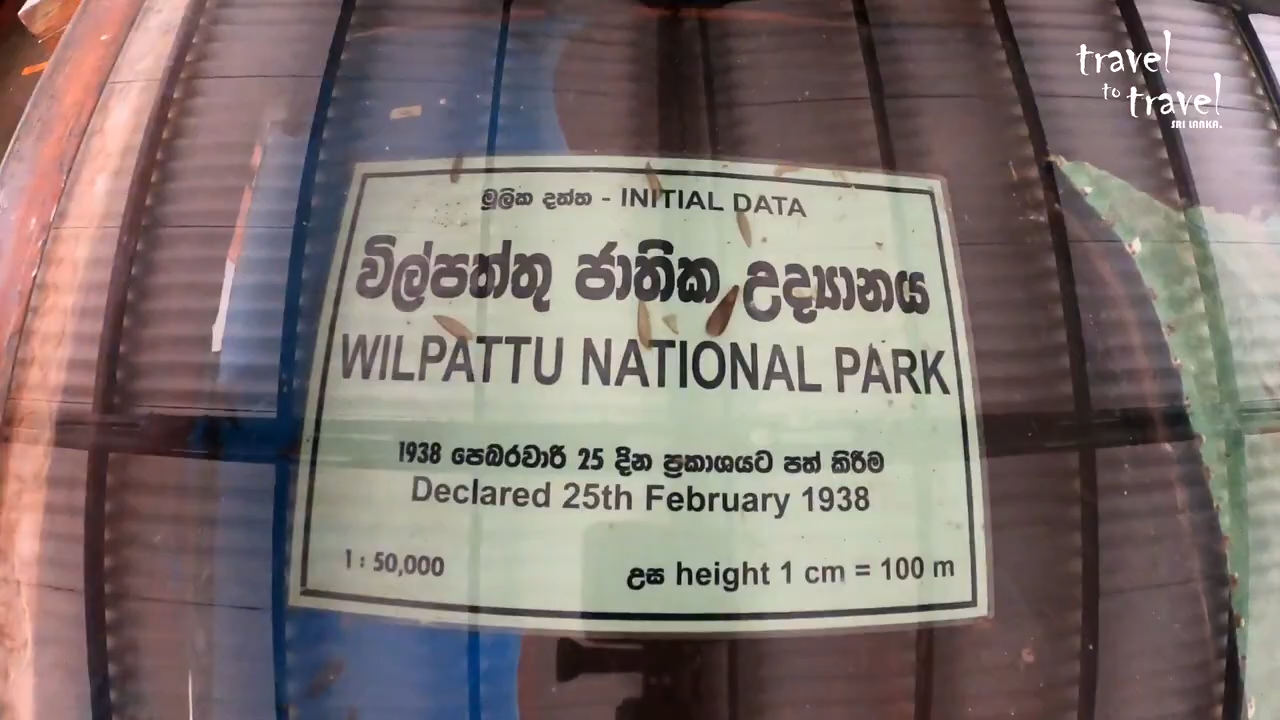 travel
to travel
SRI LANKA.
මූලික දත්ත - INITIAL DATA
විල්පත්තු ජාතික උද්‍යානය
WILPATTU NATIONAL PARK
1938 පෙබරවාරි 25 දින ප්‍රකාශයට පත් කිරීම
Declared 25th February 1938
1 : 50,000
උස height 1 cm = 100 m